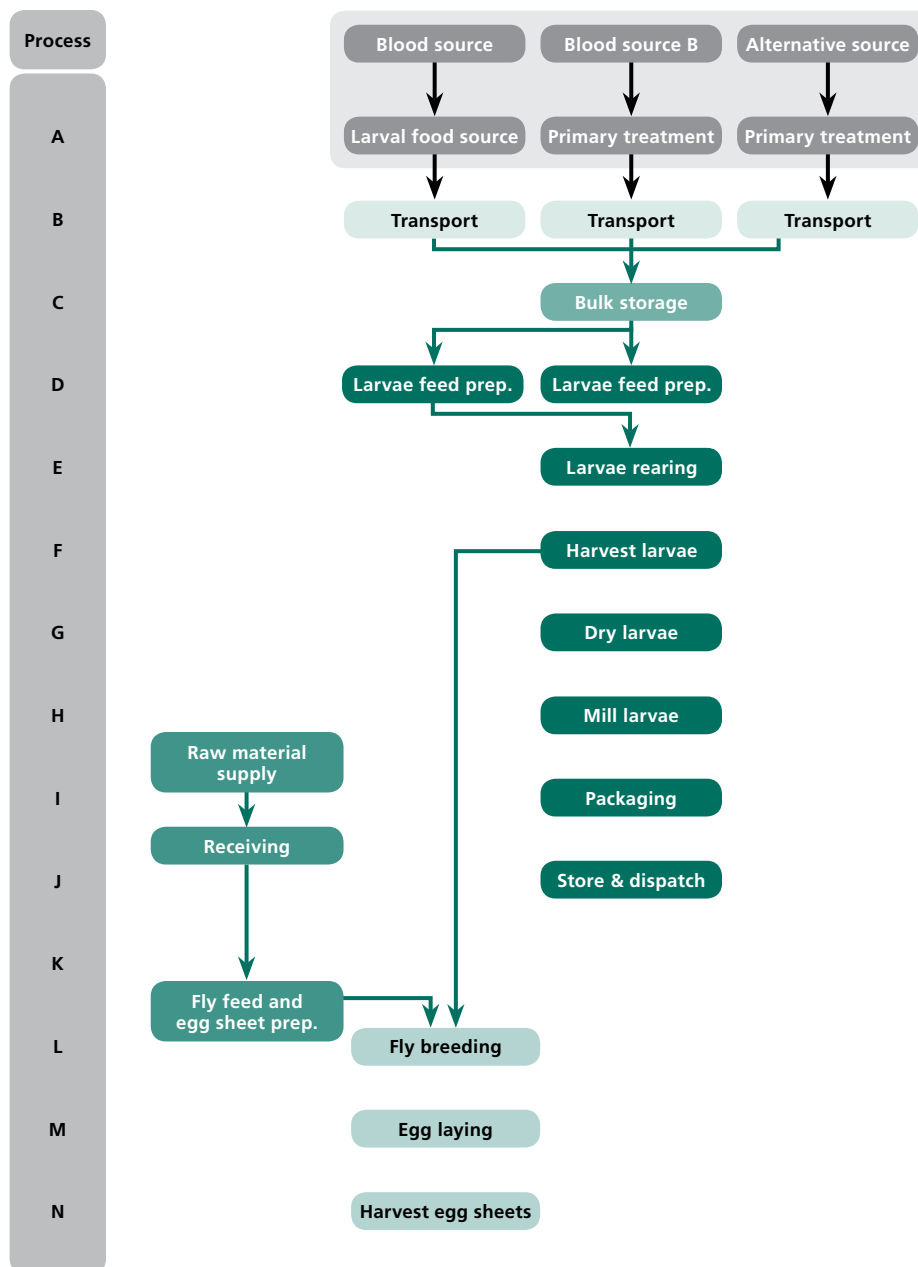 Process
Blood source
Blood source B
Alternative source
A
Larval food source
Primary treatment
Primary treatment
B
Transport
Transport
Transport
C
Bulk storage
D
Larvae feed prep.
Larvae feed prep.
E
Larvae rearing
F
Harvest larvae
G
Dry larvae
H
Mill larvae
Raw material
supply
I
Packaging
Receiving
J
Store & dispatch
K
Fly feed and
egg sheet prep.
L
Fly breeding
M
Egg laying
N
Harvest egg sheets